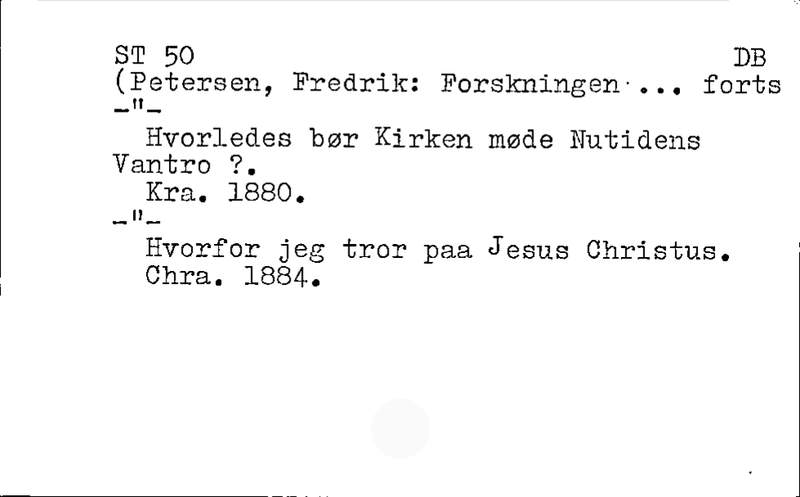 ST 50 DB
(Petersen, Fredrik: Forskningen ... forts
-"-
Hvorledes bør Kirken møde Nutidens
Vantro ?.
Kra. 1880.
-"-
Hvorfor jeg tror paa Jesus Christus.
Chra. 1884.